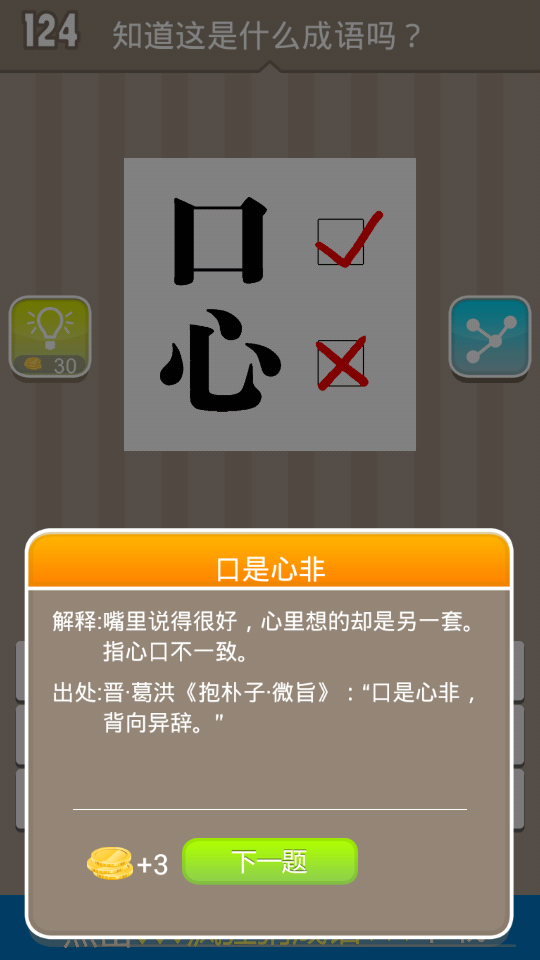 124 知道这是什么成语吗？
口
心
30
口是心非
解释:嘴里说得很好，心里想的却是另一套。
指心口不一致。
出处:晋·葛洪《抱朴子·微旨》：“口是心非，
背向异辞。”
+3 下一题